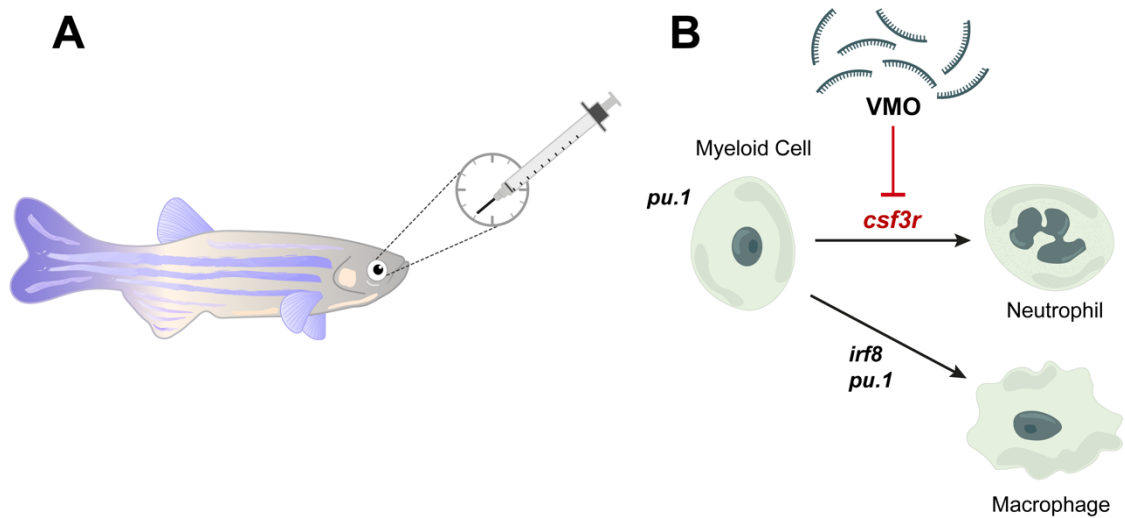 A
B
VMO
Myeloid Cell
pu.1
csf3r
Neutrophil
irf8
pu.1
Macrophage